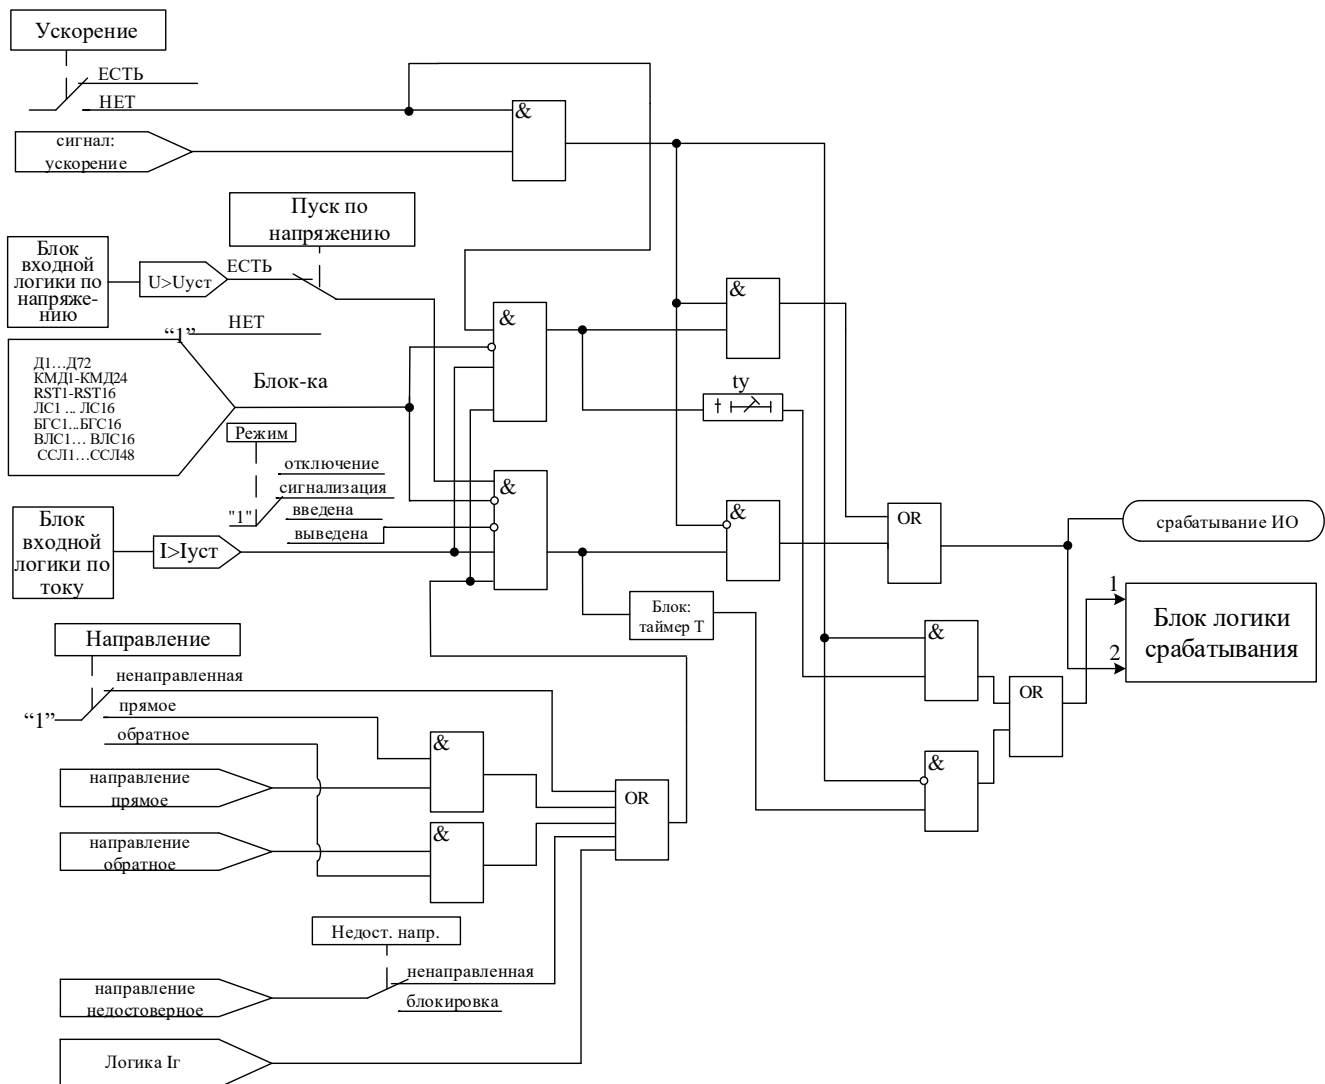 Ускорение
ЕСТЬ
НЕТ
&
сигнал:
ускорение
Пуск по
напряжению
Блок
входной
логики по
напряже-
нию
U>Uуст
ЕСТЬ
&
“1”
НЕТ
&
Д1…Д72
КМД1-КМД24
RST1-RST16
ЛС1 ... ЛС16
БГС1...БГС16
ВЛС1… ВЛС16
ССЛ1…ССЛ48
Блок-ка
tу
Режим
отключение
сигнализация
введена
выведена
"1"
&
&
OR
срабатывание ИО
Блок
входной
логики по
току
I>Iуст
Блок:
таймер T
1
2
Блок логики
срабатывания
Направление
ненаправленная
“1”
прямое
обратное
&
OR
&
&
направление
прямое
OR
&
направление
обратное
Недост. напр.
ненаправленная
блокировка
направление
недостоверное
Логика Iг